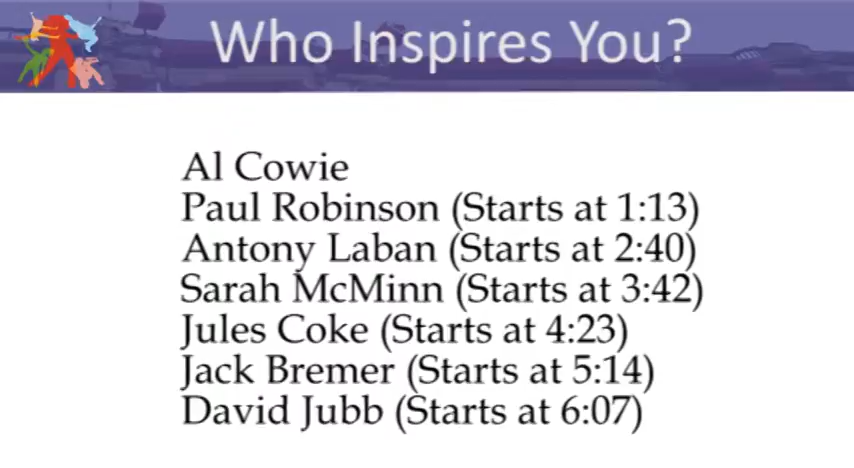 Who Inspires You?
Al Cowie
Paul Robinson (Starts at 1:13)
Antony Laban (Starts at 2:40)
Sarah McMinn (Starts at 3:42)
Jules Coke (Starts at 4:23)
Jack Bremer (Starts at 5:14)
David Jubb (Starts at 6:07)